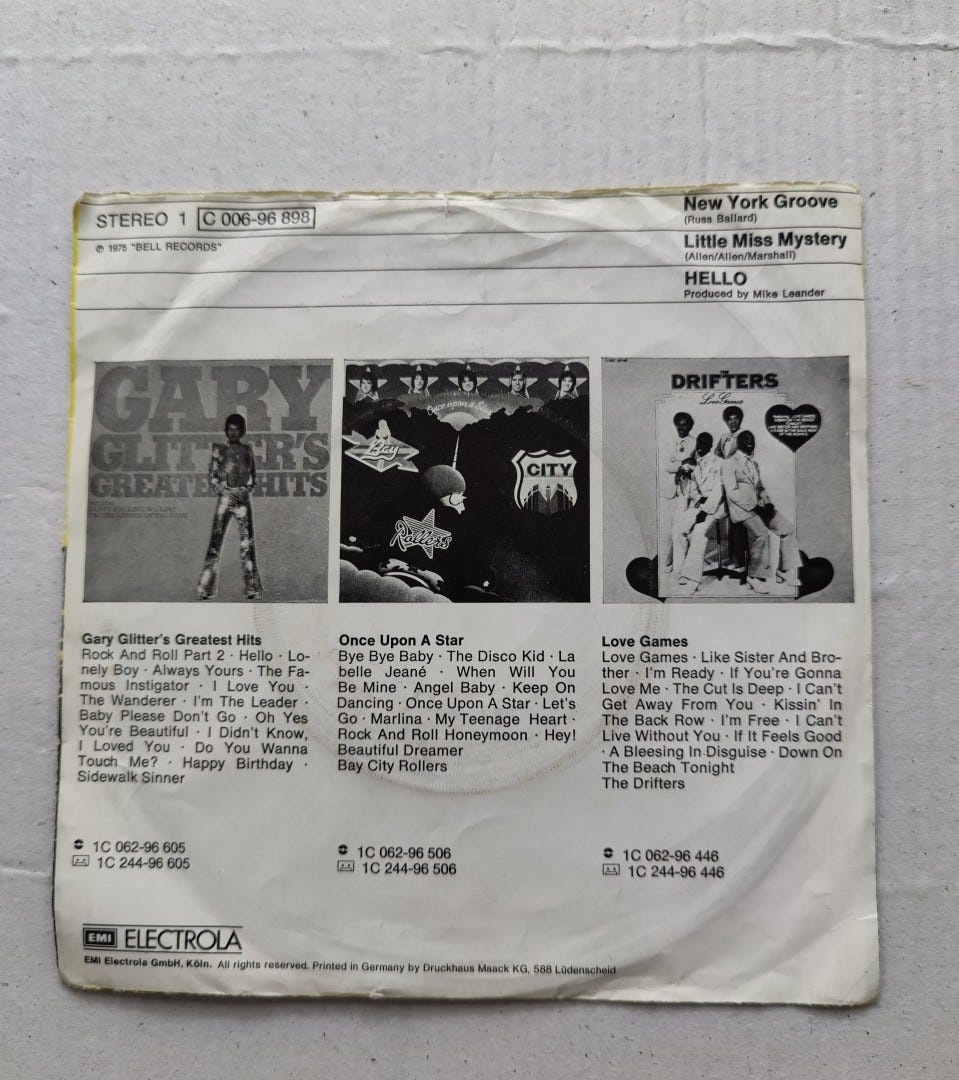 STEREO 1 C 006-96 898
℗ 1975 "BELL RECORDS"
New York Groove
(Russ Ballard)
Little Miss Mystery
(Allen/Allen/Marshall)
HELLO
Produced by Mike Leander
GARY
GLITTER'S
GREATEST HITS
Once upon a Star
Bay
CITY
Rollers
THE
DRIFTERS
Love Games
Gary Glitter's Greatest Hits
Rock And Roll Part 2 · Hello · Lo-
nely Boy · Always Yours · The Fa-
mous Instigator · I Love You ·
The Wanderer · I'm The Leader ·
Baby Please Don't Go · Oh Yes
You're Beautiful · I Didn't Know,
I Loved You · Do You Wanna
Touch Me? · Happy Birthday ·
Sidewalk Sinner
1C 062-96 605
1C 244-96 605
Once Upon A Star
Bye Bye Baby · The Disco Kid · La
belle Jeané · When Will You
Be Mine · Angel Baby · Keep On
Dancing · Once Upon A Star · Let's
Go · Marlina · My Teenage Heart ·
Rock And Roll Honeymoon · Hey!
Beautiful Dreamer
Bay City Rollers
1C 062-96 506
1C 244-96 506
Love Games
Love Games · Like Sister And Bro-
ther · I'm Ready · If You're Gonna
Love Me · The Cut Is Deep · I Can't
Get Away From You · Kissin' In
The Back Row · I'm Free · I Can't
Live Without You · If It Feels Good
· A Bleesing In Disguise · Down On
The Beach Tonight
The Drifters
1C 062-96 446
1C 244-96 446
EMI ELECTROLA
EMI Electrola GmbH, Köln. All rights reserved. Printed in Germany by Druckhaus Maack KG, 588 Lüdenscheid